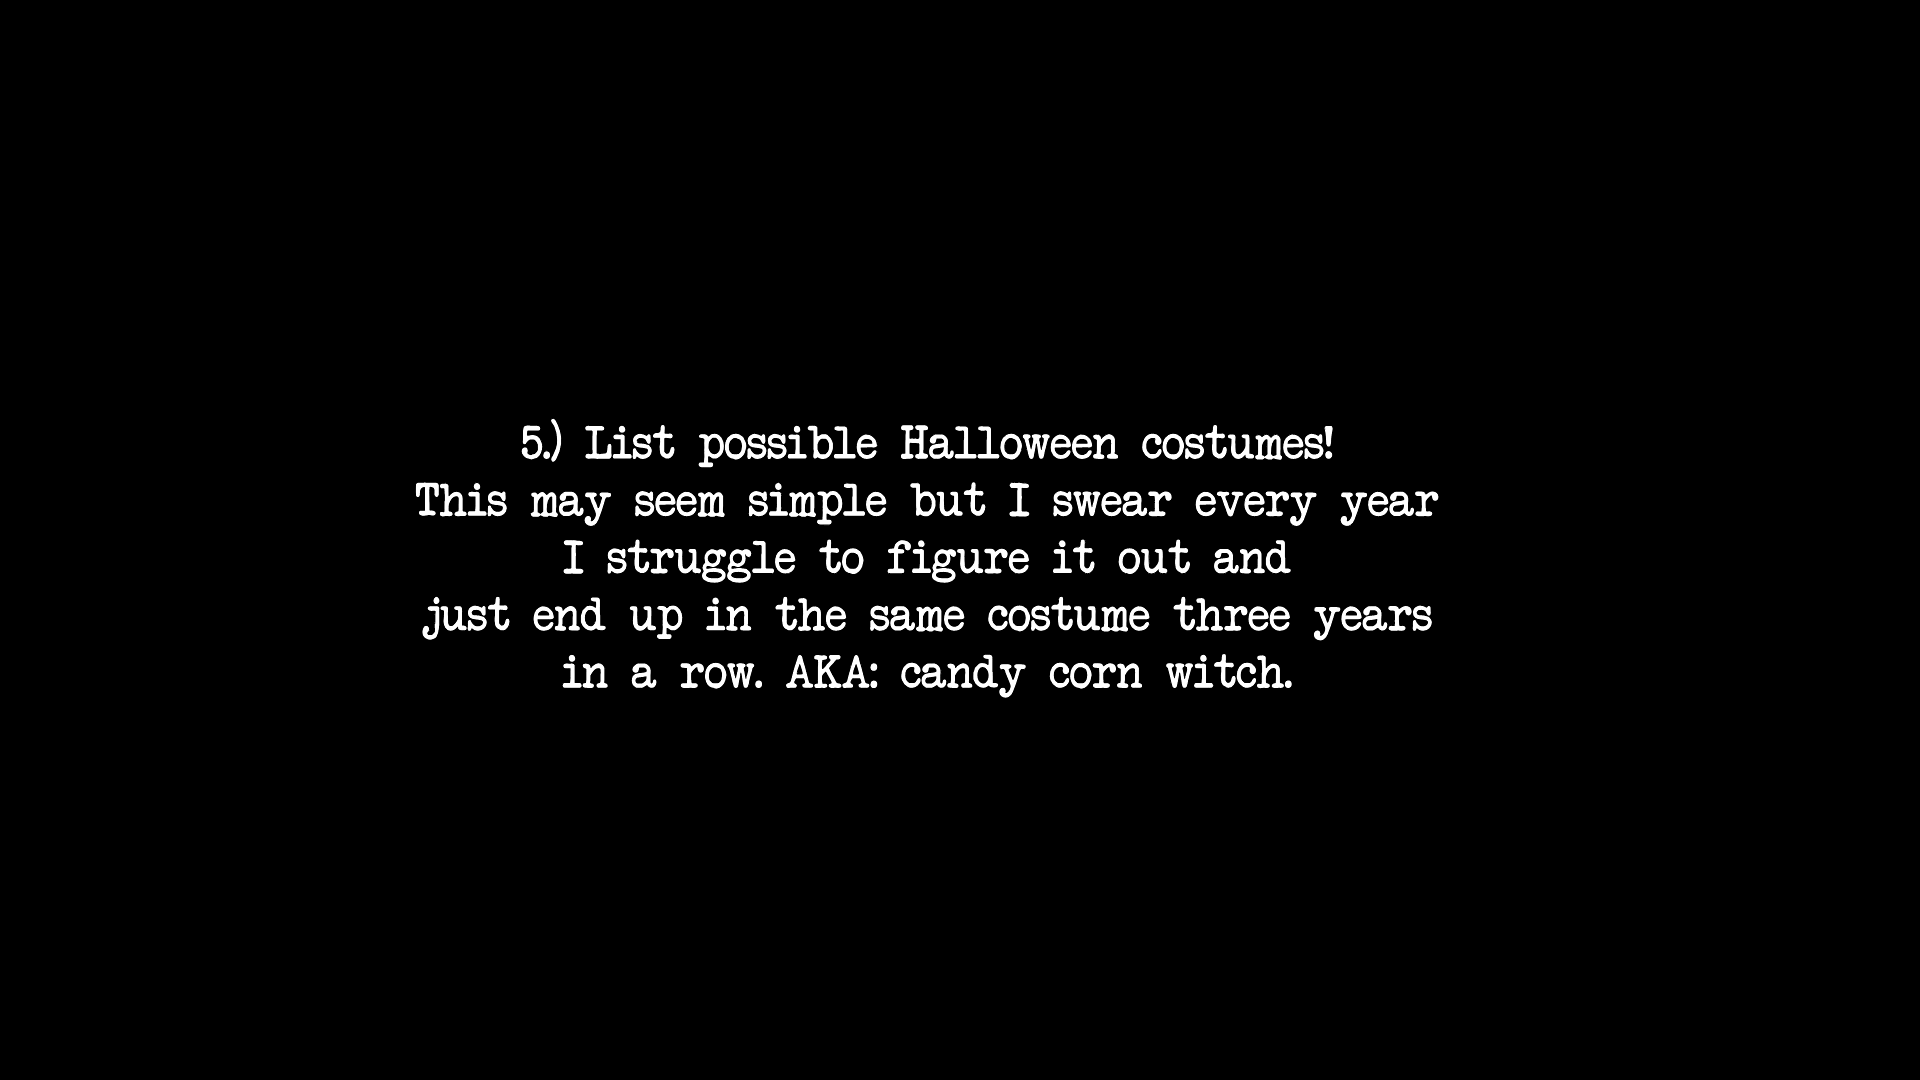 5.) List possible Halloween costumes!
This may seem simple but I swear every year
I struggle to figure it out and
just end up in the same costume three years
in a row. AKA: candy corn witch.